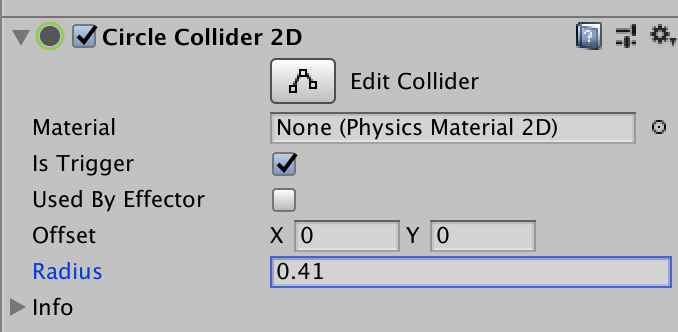 Circle Collider 2D
Edit Collider
Material None (Physics Material 2D)
Is Trigger
Used By Effector
Offset X 0 Y 0
Radius 0.41
Info